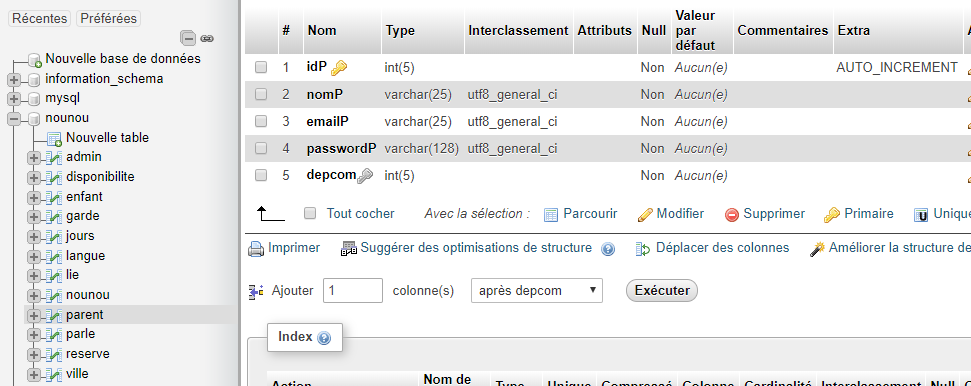 Récentes Préférées
Nouvelle base de données
information_schema
mysql
nounou
Nouvelle table
admin
disponibilite
enfant
garde
jours
langue
lie
nounou
parent
parle
reserve
ville
# Nom Type Interclassement Attributs Null Valeur par défaut Commentaires Extra
1 idP int(5) Non Aucun(e) AUTO_INCREMENT
2 nomP varchar(25) utf8_general_ci Non Aucun(e)
3 emailP varchar(25) utf8_general_ci Non Aucun(e)
4 passwordP varchar(128) utf8_general_ci Non Aucun(e)
5 depcom int(5) Non Aucun(e)
Tout cocher Avec la sélection : Parcourir Modifier Supprimer Primaire Unique
Imprimer Suggérer des optimisations de structure Déplacer des colonnes Améliorer la structure de
Ajouter 1 colonne(s) après depcom Exécuter
Index
Action Nom de Type Unique Compressé Colonne Cardinalité Interclassement Null